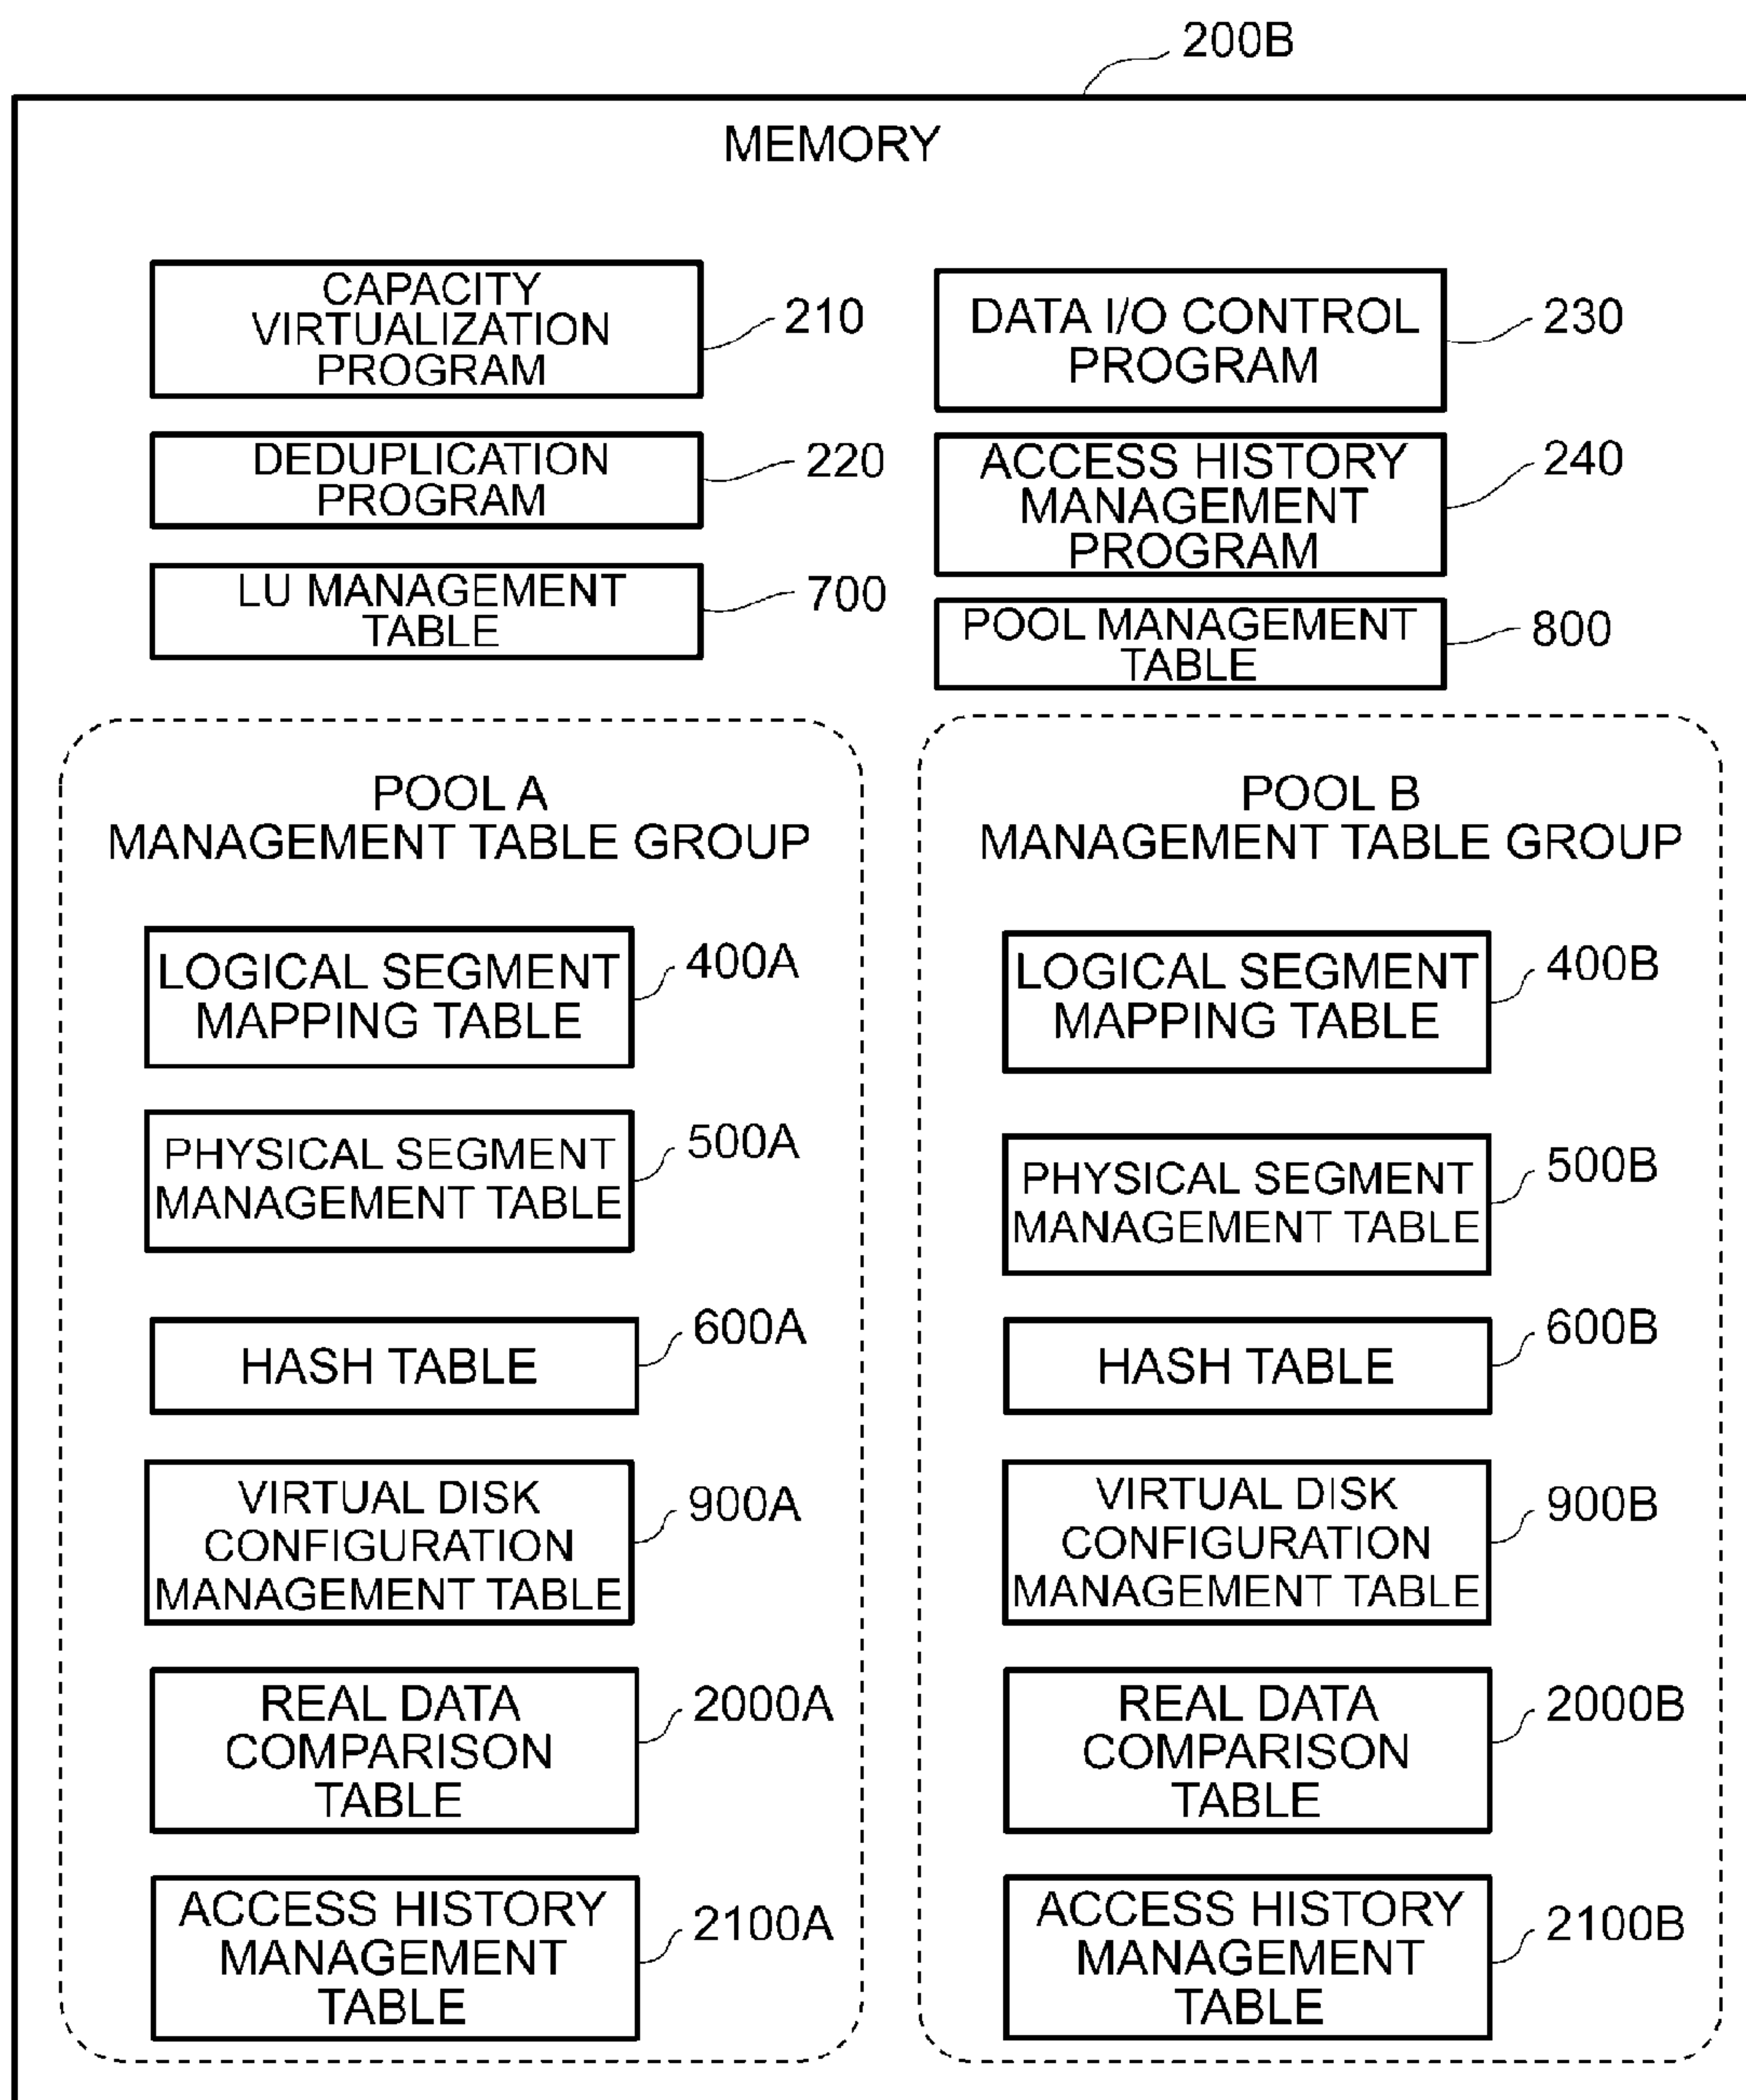 200B
MEMORY
CAPACITY
VIRTUALIZATION
PROGRAM
210
DATA I/O CONTROL
PROGRAM
230
DEDUPLICATION
PROGRAM
220
ACCESS HISTORY
MANAGEMENT
PROGRAM
240
LU MANAGEMENT
TABLE
700
POOL MANAGEMENT
TABLE
800
POOL A
MANAGEMENT TABLE GROUP
LOGICAL SEGMENT
MAPPING TABLE
400A
PHYSICAL SEGMENT
MANAGEMENT TABLE
500A
HASH TABLE
600A
VIRTUAL DISK
CONFIGURATION
MANAGEMENT TABLE
900A
REAL DATA
COMPARISON
TABLE
2000A
ACCESS HISTORY
MANAGEMENT
TABLE
2100A
POOL B
MANAGEMENT TABLE GROUP
LOGICAL SEGMENT
MAPPING TABLE
400B
PHYSICAL SEGMENT
MANAGEMENT TABLE
500B
HASH TABLE
600B
VIRTUAL DISK
CONFIGURATION
MANAGEMENT TABLE
900B
REAL DATA
COMPARISON
TABLE
2000B
ACCESS HISTORY
MANAGEMENT
TABLE
2100B